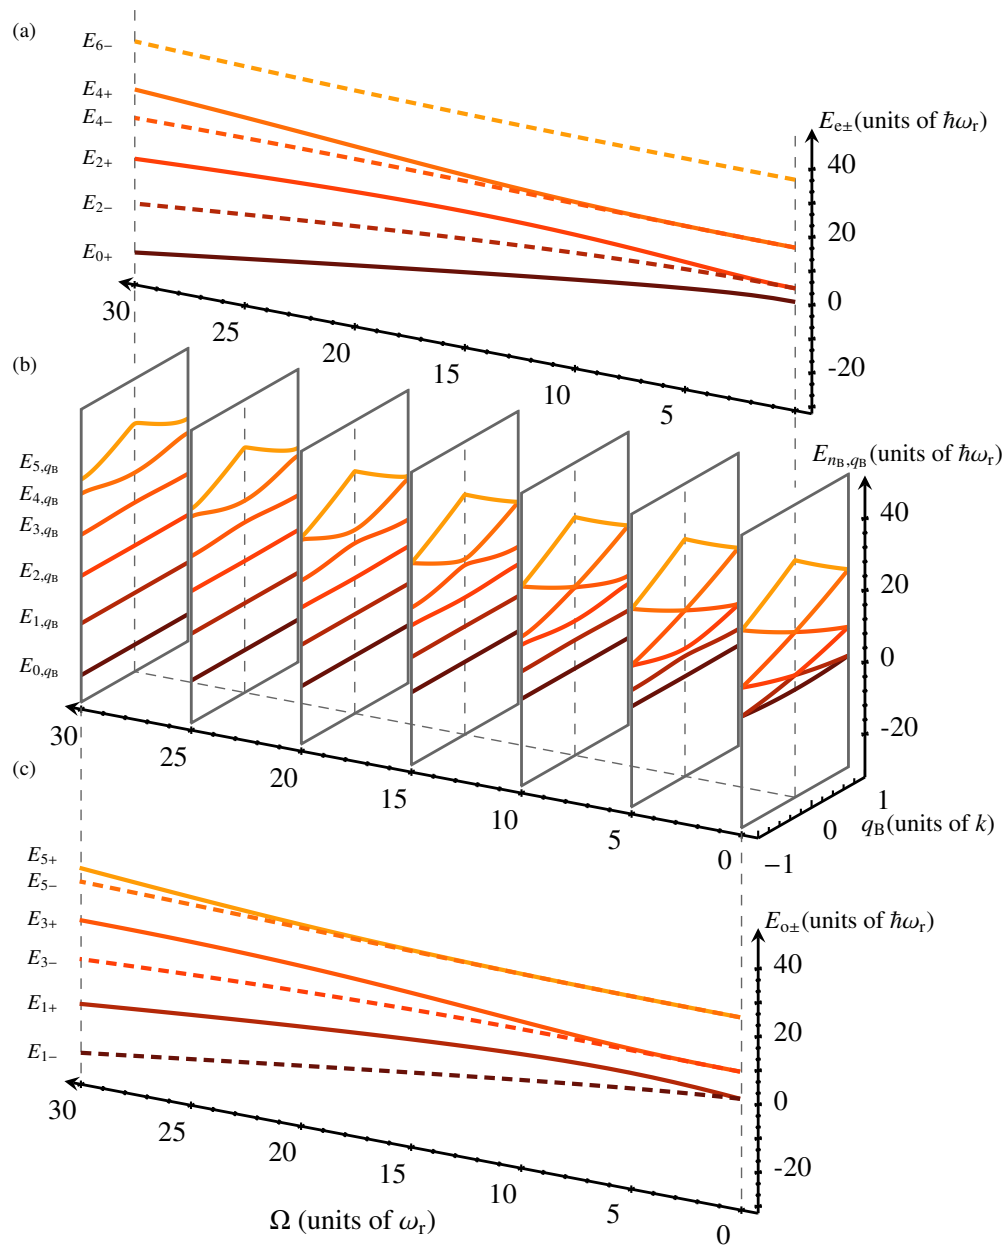 (a)
E6−
E4+
E4−
E2+
E2−
E0+
Ee±(units of ħωr)
40
20
0
-20
30
25
20
15
10
5
(b)
E5,qB
E4,qB
E3,qB
E2,qB
E1,qB
E0,qB
EnB,qB(units of ħωr)
40
20
0
-20
30
25
20
15
10
5
0
−1
0
1
qB(units of k)
(c)
E5+
E5−
E3+
E3−
E1+
E1−
Eo±(units of ħωr)
40
20
0
-20
30
25
20
15
10
5
0
Ω (units of ωr)